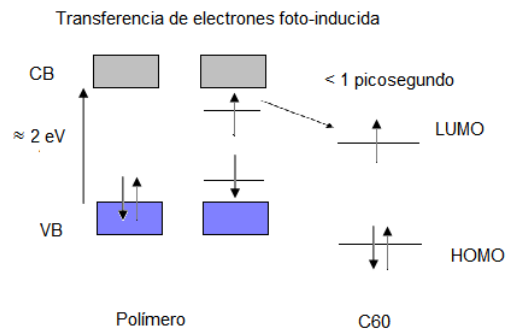 Transferencia de electrones foto-inducida
CB
< 1 picosegundo
LUMO
≈ 2 eV
VB
HOMO
Polímero
C60